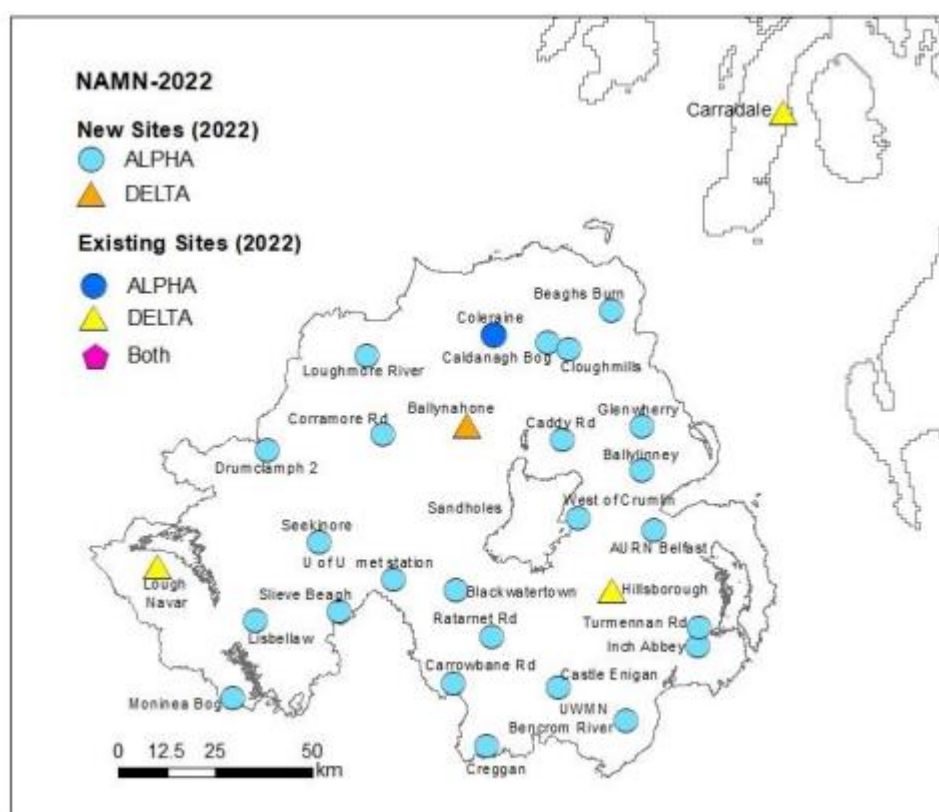 NAMN-2022
New Sites (2022)
ALPHA
DELTA
Existing Sites (2022)
ALPHA
DELTA
Both
Carradale
Beaghs Burn
Coleraine
Caldanagh Bog
Cloughmills
Loughmore River
Ballynahone
Corramore Rd
Glenwherry
Caddy Rd
Drumclamph 2
Ballylinney
West of Crumlin
Sandholes
Seekinore
AURN Belfast
U of U met station
Lough
Navar
Slieve Beagh
Blackwatertown
Hillsborough
Ratarnet Rd
Turmennan Rd
Lisbellaw
Inch Abbey
Carrowbane Rd
Castle Enigan
Moninea Bog
UWMN
Bencrom River
Creggan
0 12.5 25 50
km